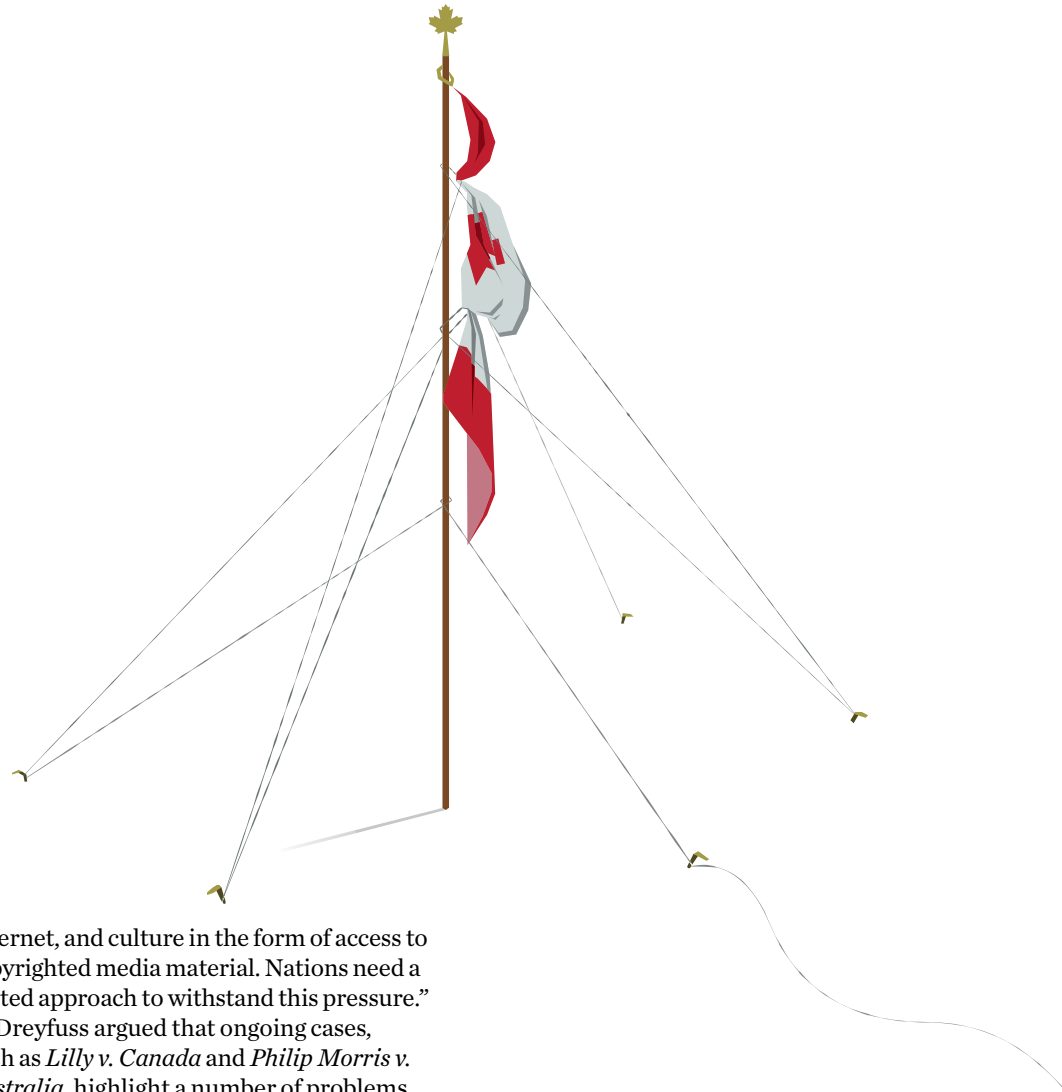 ernet, and culture in the form of access to
pyrighted media material. Nations need a
ted approach to withstand this pressure.”
Dreyfuss argued that ongoing cases,
h as Lilly v. Canada and Philip Morris v.
stralia, highlight a number of problems